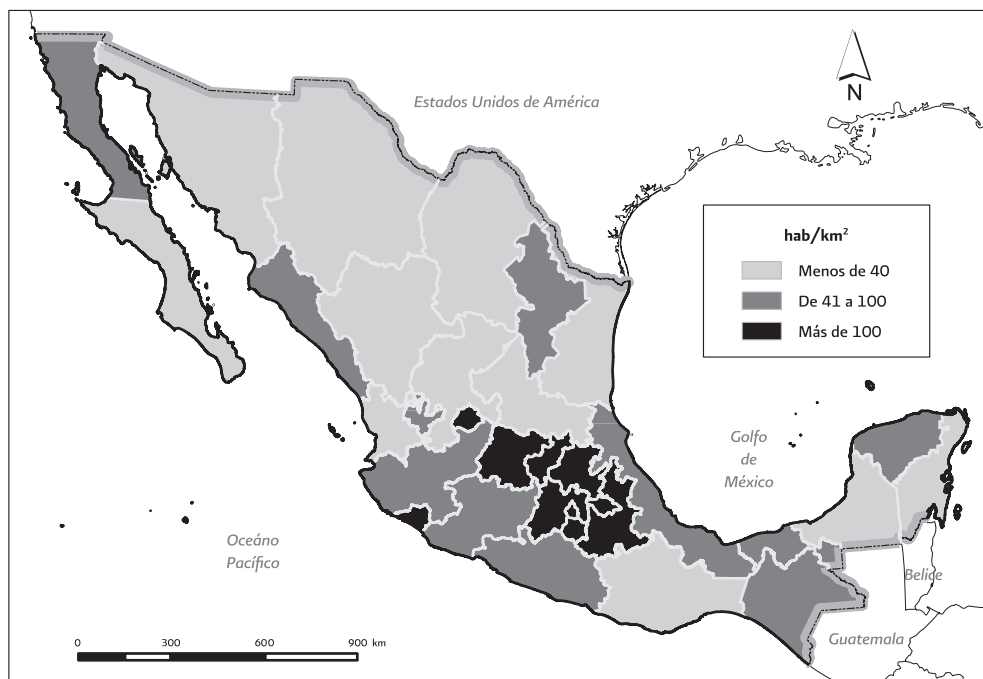 Estados Unidos de América
N
hab/km²
Menos de 40
De 41 a 100
Más de 100
Golfo
de
México
Oceáno
Pacífico
Belice
Guatemala
0 300 600 900 km